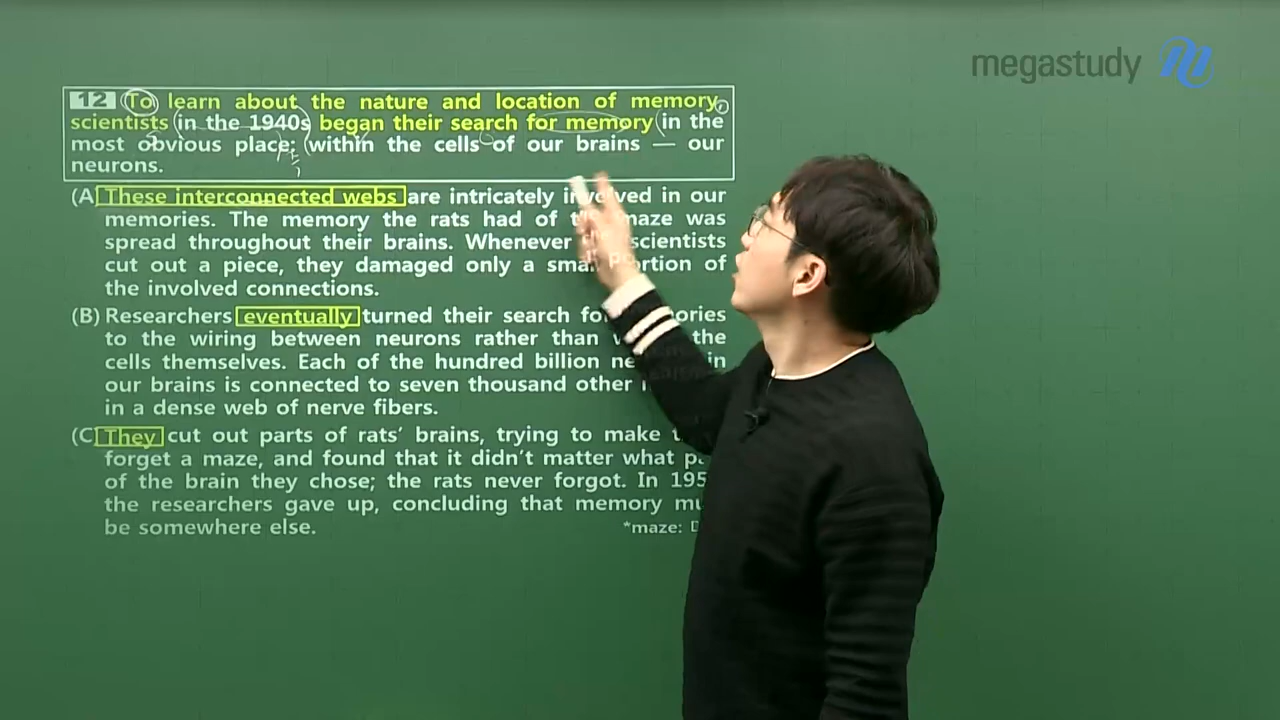 megastudy
12 To learn about the nature and location of memory,
scientists in the 1940s began their search for memory in the
most obvious place; within the cells of our brains — our
neurons.
(A) These interconnected webs are intricately involved in our
memories. The memory the rats had of maze was
spread throughout their brains. Whenever scientists
cut out a piece, they damaged only a small portion of
the involved connections.
(B) Researchers eventually turned their search
to the wiring between neurons rather than the
cells themselves. Each of the hundred billion in
our brains is connected to seven thousand other
in a dense web of nerve fibers.
(C) They cut out parts of rats' brains, trying to make
forget a maze, and found that it didn't matter what
of the brain they chose; the rats never forgot. In
the researchers gave up, concluding that memory
be somewhere else. *maze: